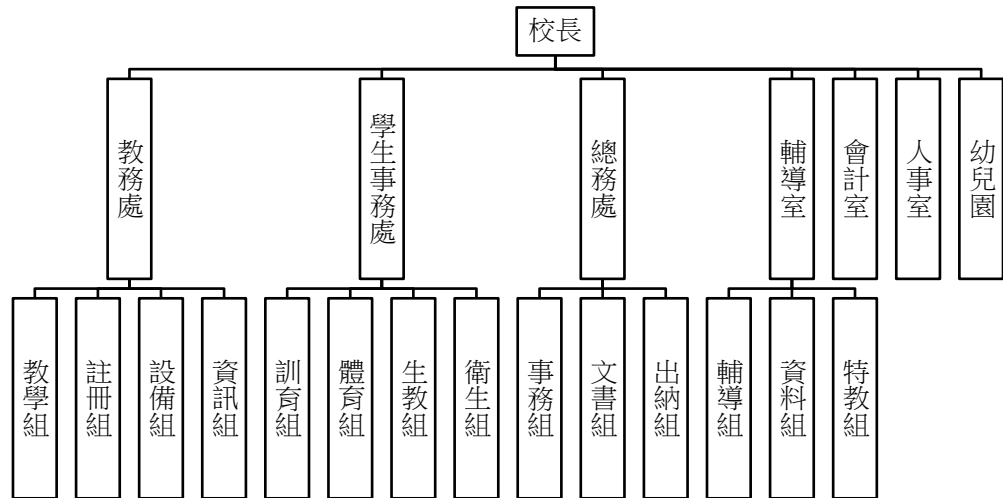 校長
教務處
學生事務處
總務處
輔導室
會計室
人事室
幼兒園
教學組
註冊組
設備組
資訊組
訓育組
體育組
生教組
衛生組
事務組
文書組
出納組
輔導組
資料組
特教組